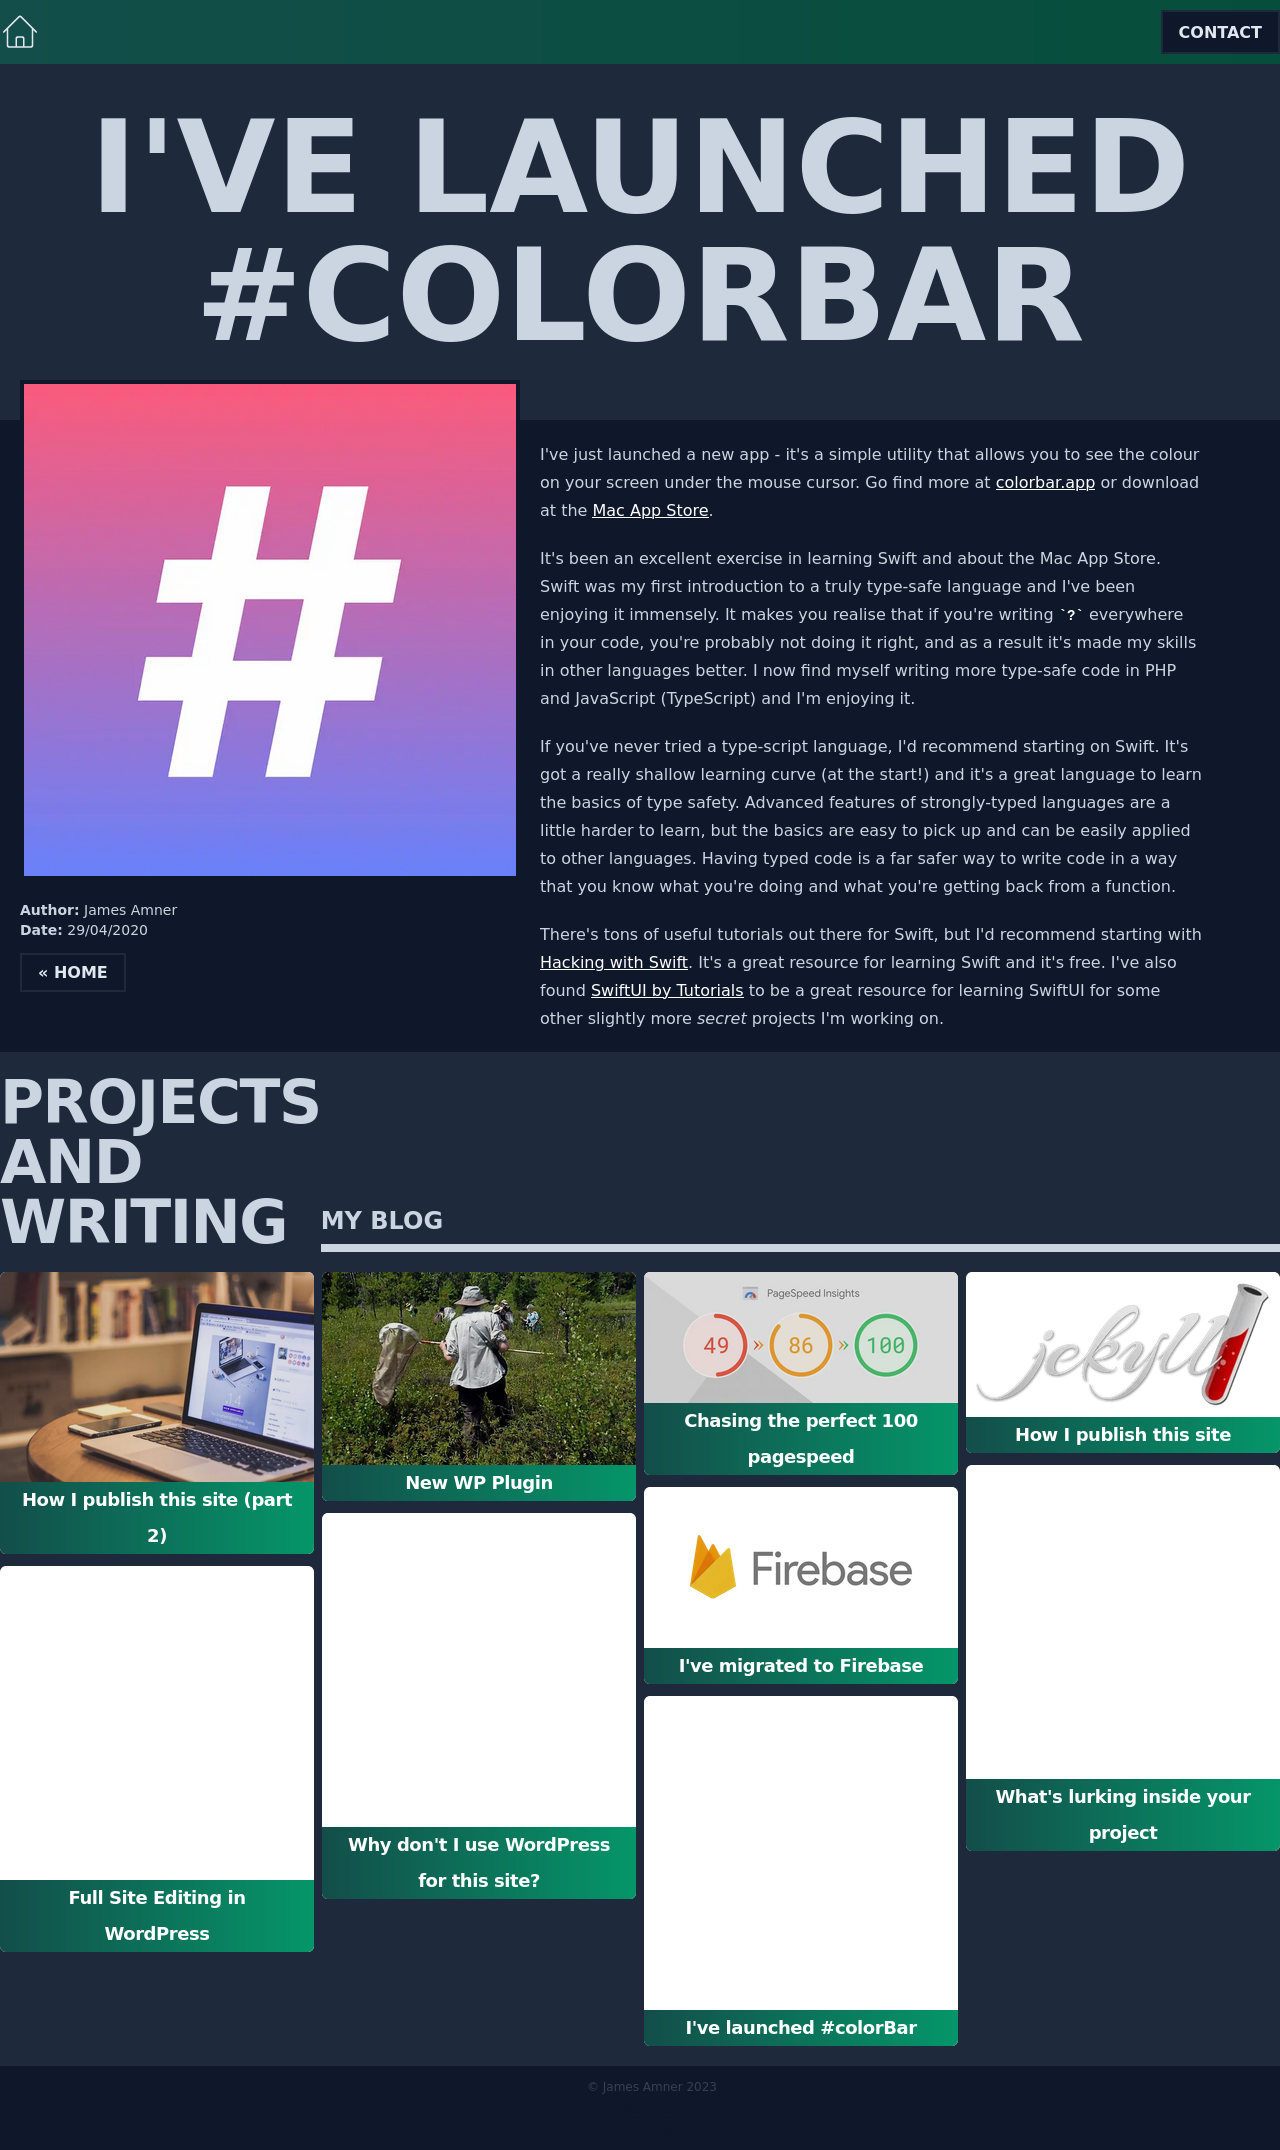 CONTACT
I'VE LAUNCHED
#COLORBAR
#
I've just launched a new app - it's a simple utility that allows you to see the colour
on your screen under the mouse cursor. Go find more at colorbar.app or download
at the Mac App Store.
It's been an excellent exercise in learning Swift and about the Mac App Store.
Swift was my first introduction to a truly type-safe language and I've been
enjoying it immensely. It makes you realise that if you're writing `?` everywhere
in your code, you're probably not doing it right, and as a result it's made my skills
in other languages better. I now find myself writing more type-safe code in PHP
and JavaScript (TypeScript) and I'm enjoying it.
If you've never tried a type-script language, I'd recommend starting on Swift. It's
got a really shallow learning curve (at the start!) and it's a great language to learn
the basics of type safety. Advanced features of strongly-typed languages are a
little harder to learn, but the basics are easy to pick up and can be easily applied
to other languages. Having typed code is a far safer way to write code in a way
that you know what you're doing and what you're getting back from a function.
There's tons of useful tutorials out there for Swift, but I'd recommend starting with
Hacking with Swift. It's a great resource for learning Swift and it's free. I've also
found SwiftUI by Tutorials to be a great resource for learning SwiftUI for some
other slightly more secret projects I'm working on.
Author: James Amner
Date: 29/04/2020
« HOME
PROJECTS
AND
WRITING
MY BLOG
How I publish this site (part
2)
New WP Plugin
PageSpeed Insights
49 » 86 » 100
Chasing the perfect 100
pagespeed
jekyll
How I publish this site
Firebase
I've migrated to Firebase
What's lurking inside your
project
Why don't I use WordPress
for this site?
Full Site Editing in
WordPress
I've launched #colorBar
© James Amner 2023